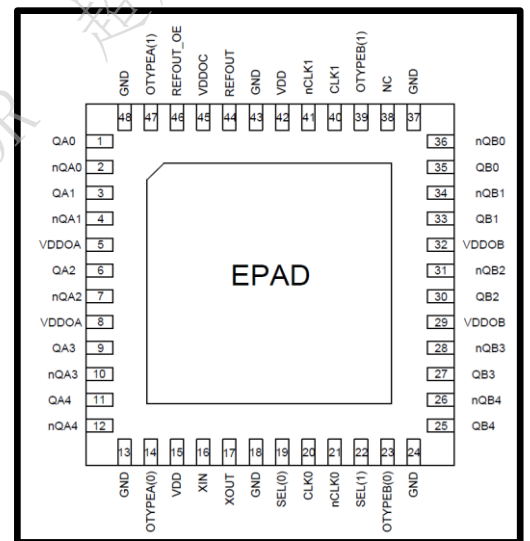 GND
OTYPEA(1)
REFOUT_OE
VDDOC
REFOUT
GND
VDD
nCLK1
CLK1
OTYPEB(1)
NC
GND
48 47 46 45 44 43 42 41 40 39 38 37
QA0 1
nQA0 2
QA1 3
nQA1 4
VDDOA 5
QA2 6
nQA2 7
VDDOA 8
QA3 9
nQA3 10
QA4 11
nQA4 12
EPAD
36 nQB0
35 QB0
34 nQB1
33 QB1
32 VDDOB
31 nQB2
30 QB2
29 VDDOB
28 nQB3
27 QB3
26 nQB4
25 QB4
13 14 15 16 17 18 19 20 21 22 23 24
GND
OTYPEA(0)
VDD
XIN
XOUT
GND
SEL(0)
CLK0
nCLK0
SEL(1)
OTYPEB(0)
GND
超
OR